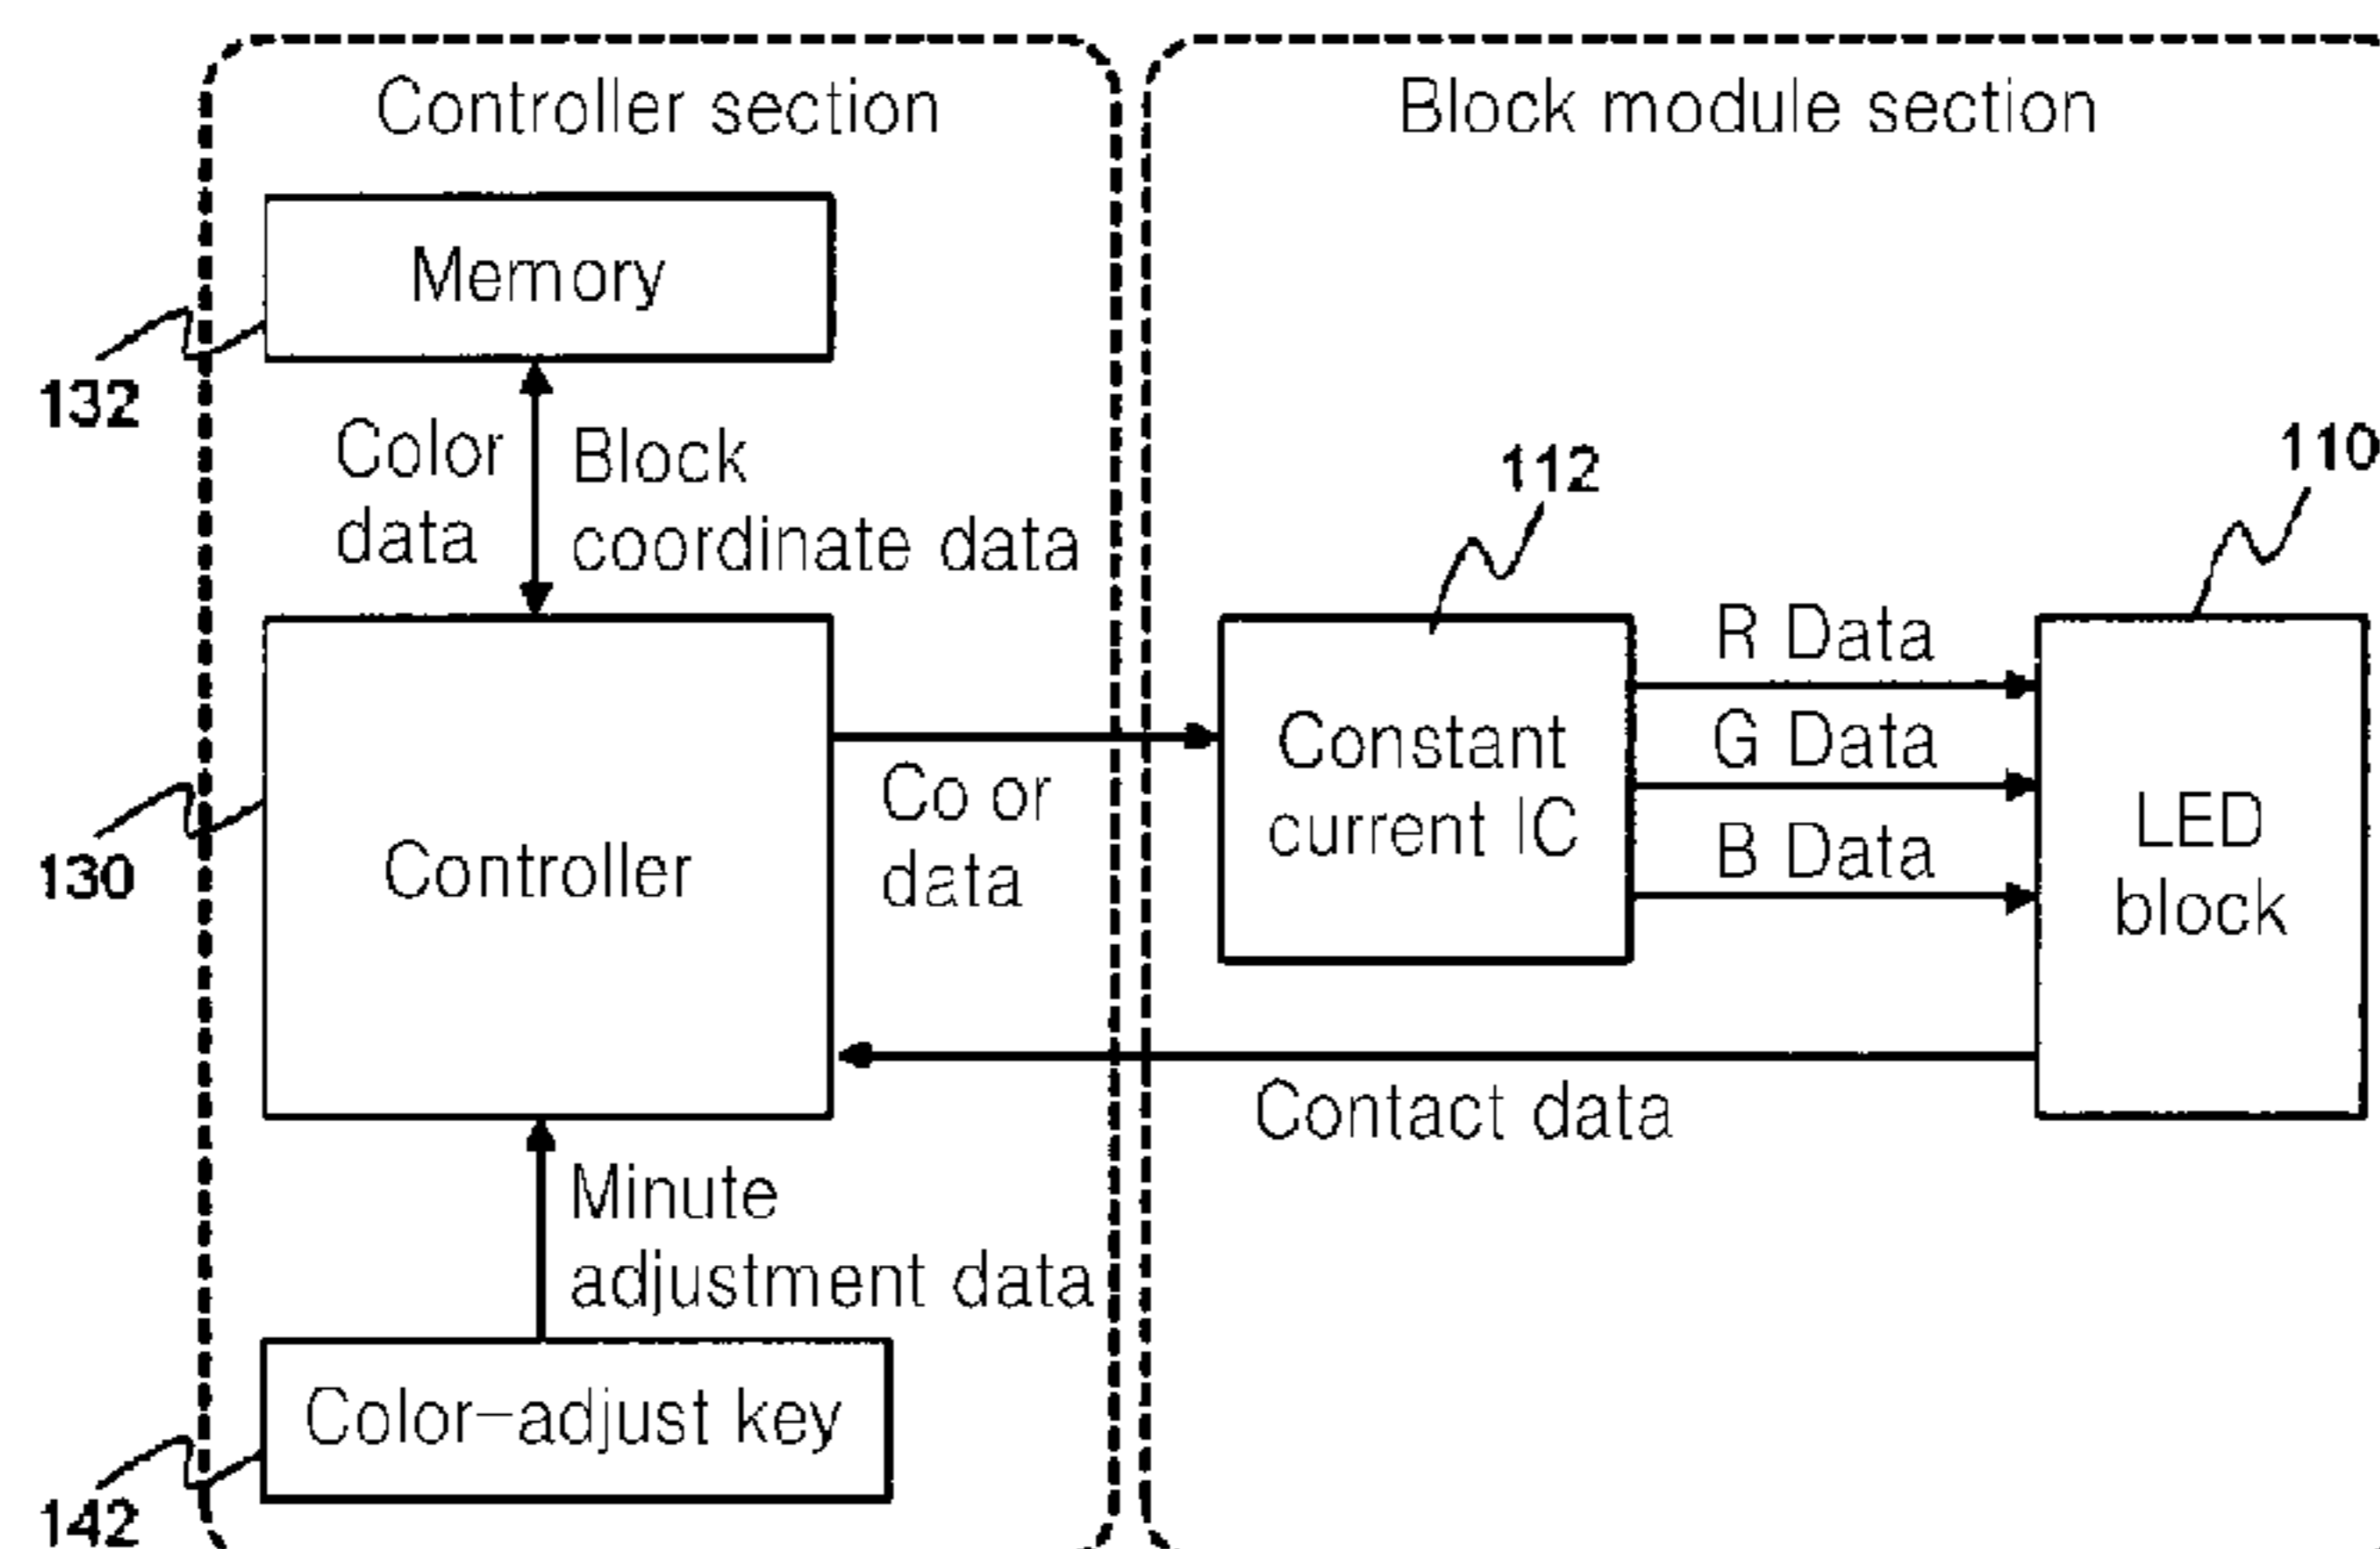 Controller section
Block module section
Memory
132
Color
data
Block
coordinate data
112
110
Controller
130
Co or
data
Constant
current IC
R Data
G Data
B Data
LED
block
Contact data
Minute
adjustment data
Color-adjust key
142